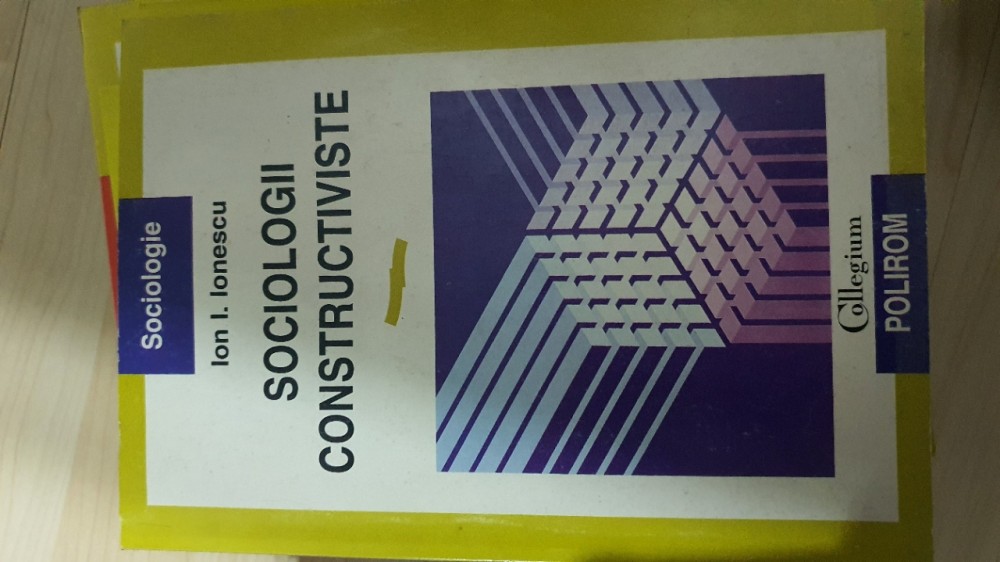 Sociologie
Ion I. Ionescu
SOCIOLOGII
CONSTRUCTIVISTE
Collegium
POLIROM